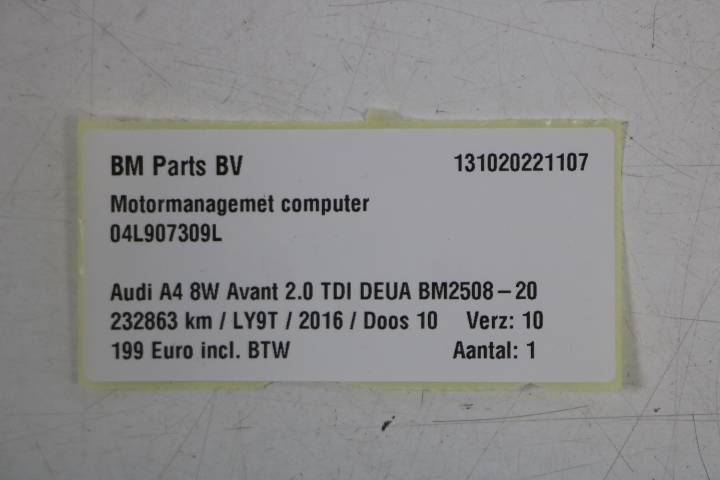 BM Parts BV 131020221107
Motormanagemet computer
04L907309L
Audi A4 8W Avant 2.0 TDI DEUA BM2508-20
232863 km / LY9T / 2016 / Doos 10 Verz: 10
199 Euro incl. BTW Aantal: 1